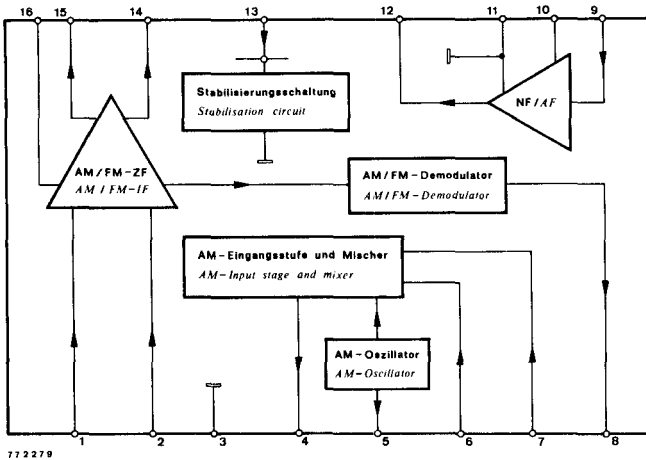 16 15 14 13 12 11 10 9
Stabilisierungsschaltung
Stabilisation circuit
NF/AF
AM/FM-ZF
AM/FM-IF
AM/FM-Demodulator
AM/FM-Demodulator
AM-Eingangsstufe und Mischer
AM-Input stage and mixer
AM-Oszillator
AM-Oscillator
1 2 3 4 5 6 7 8
772279